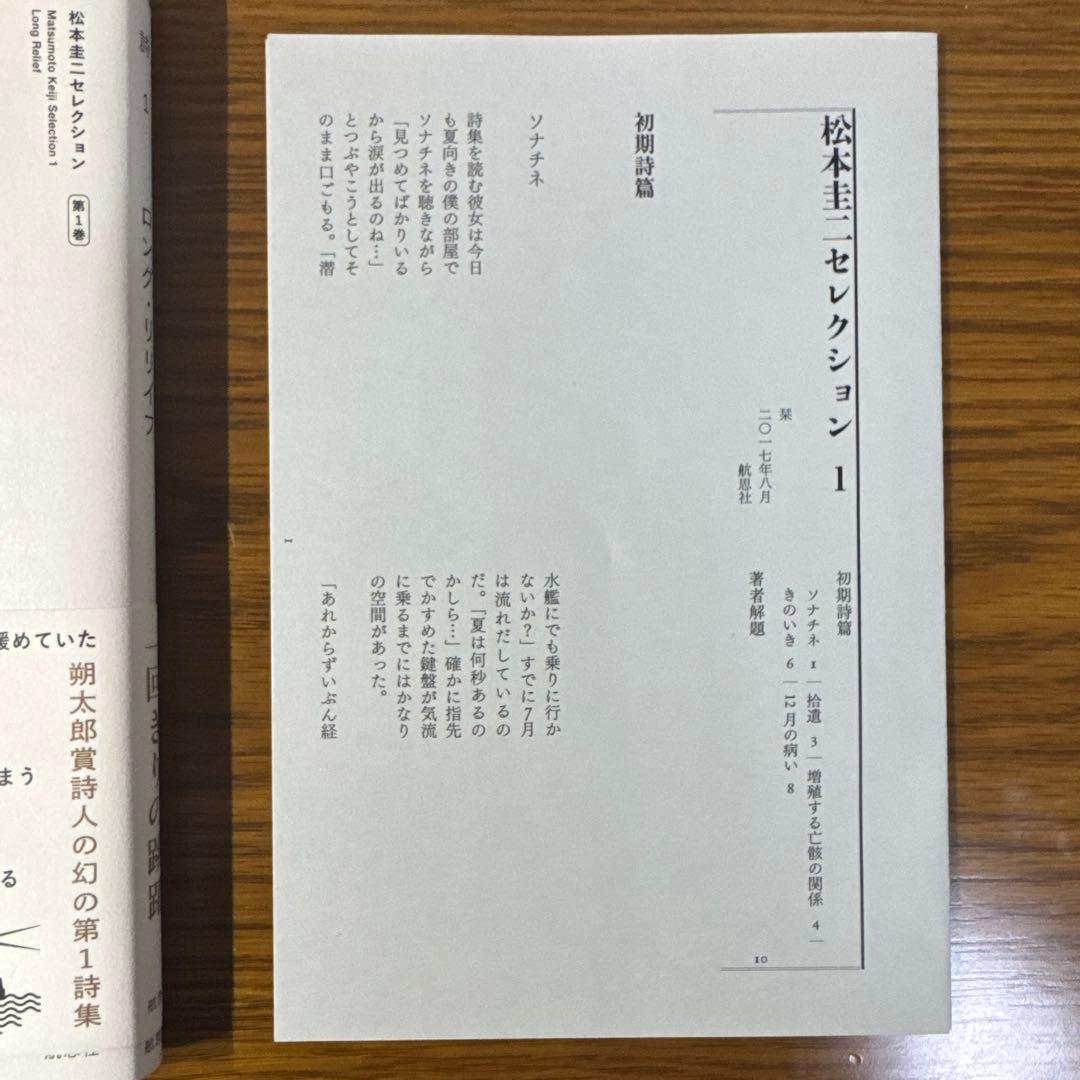 松本圭二セレクション 1
栞
二〇一七年八月
航思社
初期詩篇
ソナチネ 1｜拾遺 3｜増殖する亡骸の関係 4｜
きのいき 6｜12月の病い 8
著者解題
10
初期詩篇
ソナチネ
詩集を読む彼女は今日
も夏向きの僕の部屋で
ソナチネを聴きながら
「見つめてばかりいる
から涙が出るのね…」
とつぶやこうとしてそ
のまま口ごもる。「潜
水艦にでも乗りに行か
ないか？」すでに7月
は流れだしているの
だ。「夏は何秒あるの
かしら…」確かに指先
でかすめた鍵盤が気流
に乗るまでにはかなり
の空間があった。
「あれからずいぶん経
1
ロング・リリイフ
松本圭二セレクション 第1巻
Matsumoto Keiji Selection 1
Long Relief
めていた
朔太郎賞詩人の幻の第1詩集
まう
る
航思社